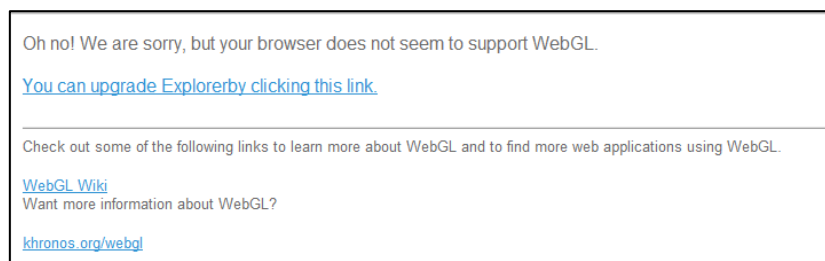 Oh no! We are sorry, but your browser does not seem to support WebGL.
You can upgrade Explorerby clicking this link.
Check out some of the following links to learn more about WebGL and to find more web applications using WebGL.
WebGL Wiki
Want more information about WebGL?
khronos.org/webgl